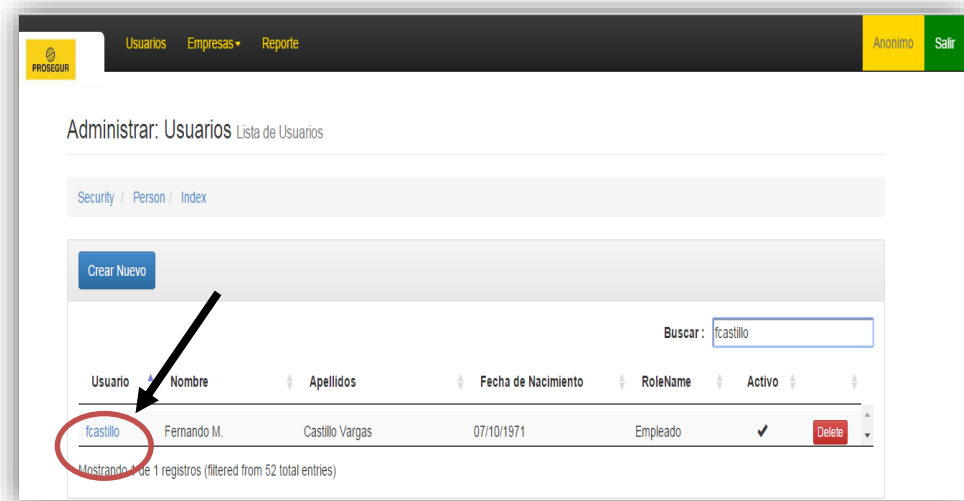 PROSEGUR
Usuarios Empresas Reporte Anonimo Salir
Administrar: Usuarios Lista de Usuarios
Security / Person / Index
Crear Nuevo
Buscar : fcastillo
Usuario Nombre Apellidos Fecha de Nacimiento RoleName Activo
fcastillo Fernando M. Castillo Vargas 07/10/1971 Empleado ✔ Delete
Mostrando 1 de 1 registros (filtered from 52 total entries)